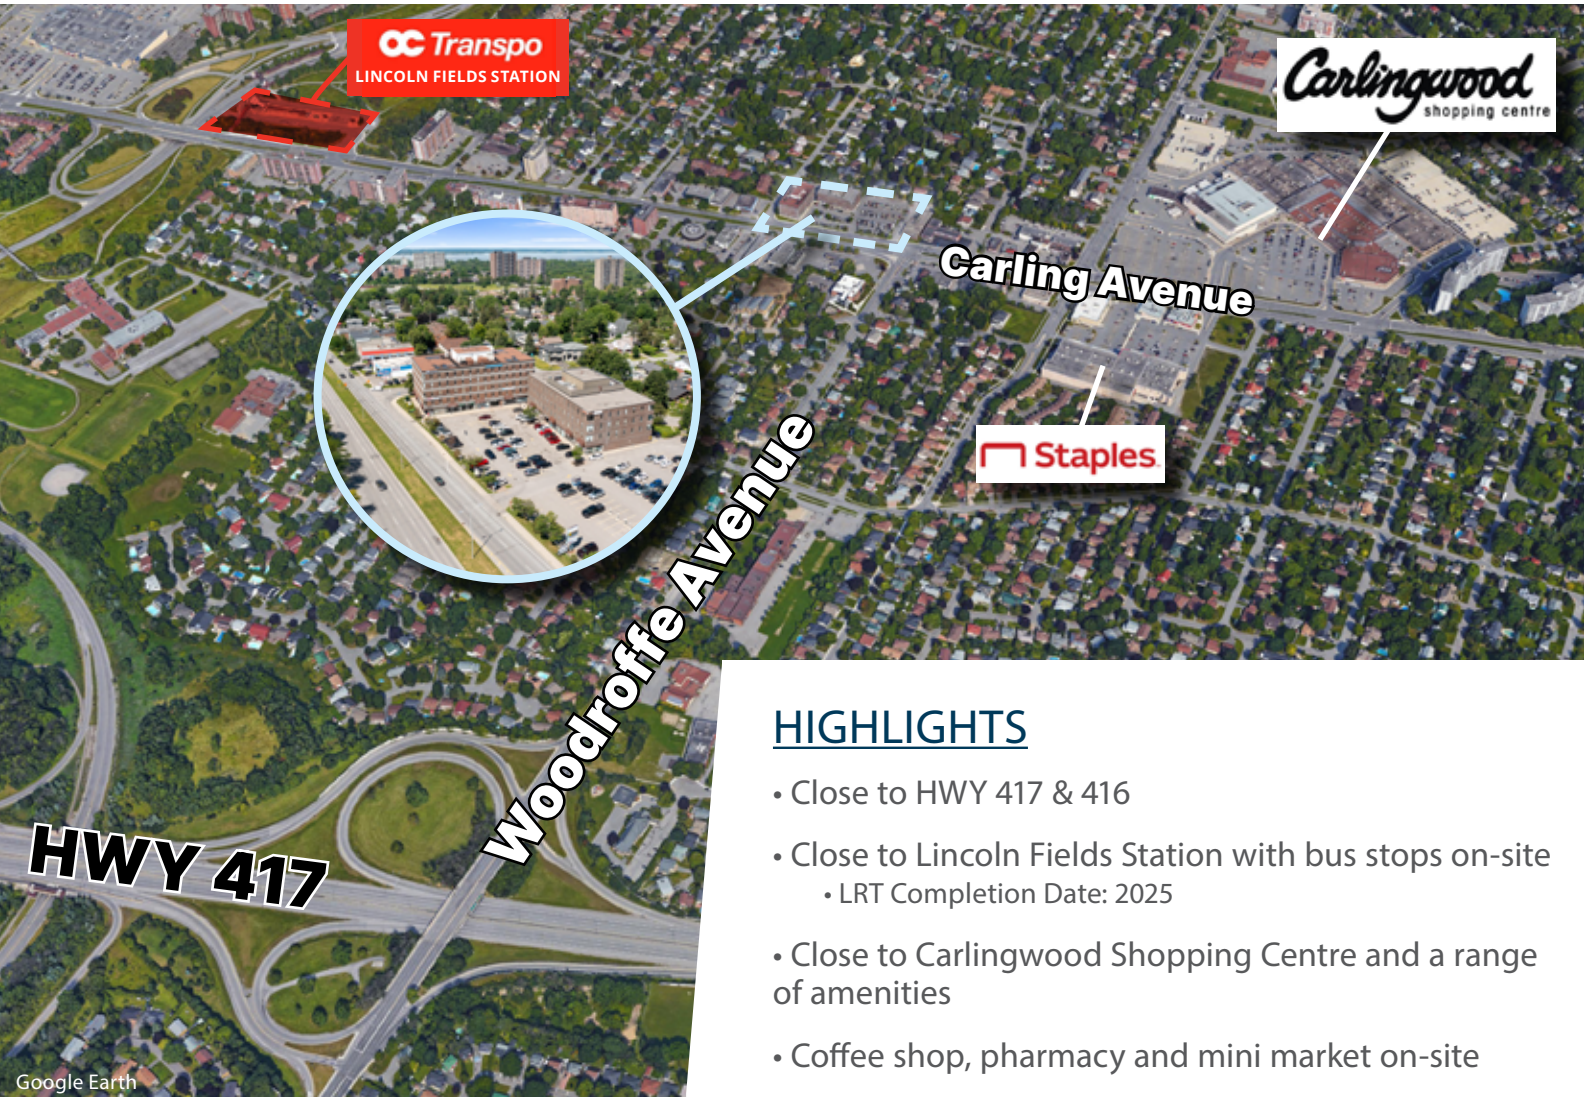 OC Transpo
LINCOLN FIELDS STATION
Carlingwood
shopping centre
Carling Avenue
Staples
Woodroffe Avenue
HWY 417
HIGHLIGHTS
• Close to HWY 417 & 416
• Close to Lincoln Fields Station with bus stops on-site
• LRT Completion Date: 2025
• Close to Carlingwood Shopping Centre and a range
of amenities
• Coffee shop, pharmacy and mini market on-site
Google Earth